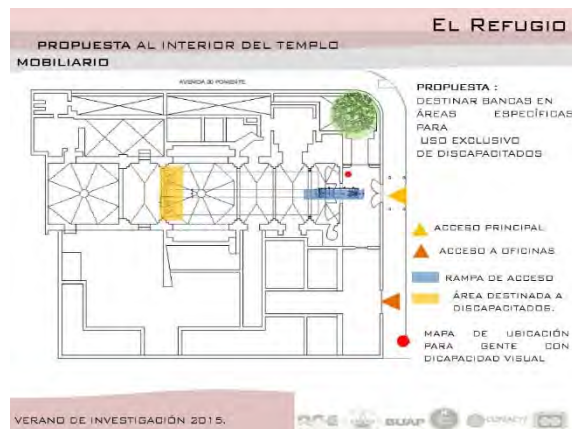 EL REFUGIO
PROPUESTA AL INTERIOR DEL TEMPLO
MOBILIARIO
AVENIDA 30 PONIENTE
PROPUESTA :
DESTINAR BANCAS EN
ÁREAS ESPECÍFICAS
PARA
USO EXCLUSIVO
DE DISCAPACITADOS
ACCESO PRINCIPAL
ACCESO A OFICINAS
RAMPA DE ACCESO
ÁREA DESTINADA A
DISCAPACITADOS.
MAPA DE UBICACIÓN
PARA GENTE CON
DICAPACIDAD VISUAL
VERANO DE INVESTIGACIÓN 2015.
BUAP
CONACYT